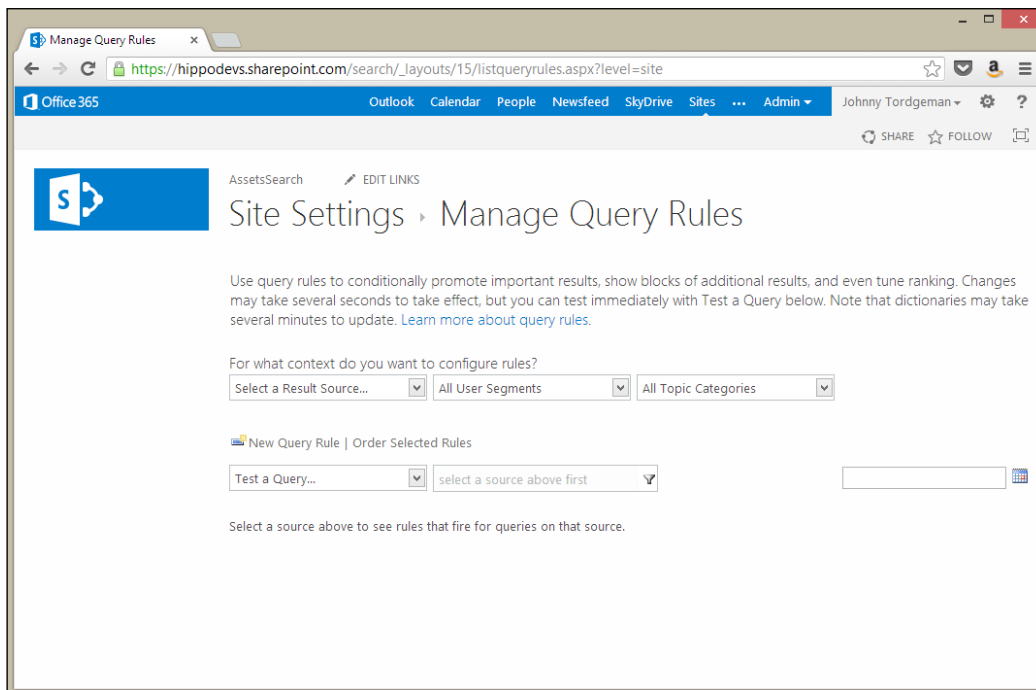 Manage Query Rules
https://hippodevs.sharepoint.com/search/_layouts/15/listqueryrules.aspx?level=site
Office 365 Outlook Calendar People Newsfeed SkyDrive Sites ... Admin Johnny Tordgeman ?
SHARE FOLLOW
AssetsSearch EDIT LINKS
Site Settings Manage Query Rules
Use query rules to conditionally promote important results, show blocks of additional results, and even tune ranking. Changes
may take several seconds to take effect, but you can test immediately with Test a Query below. Note that dictionaries may take
several minutes to update. Learn more about query rules.
For what context do you want to configure rules?
Select a Result Source... All User Segments All Topic Categories
New Query Rule | Order Selected Rules
Test a Query... select a source above first
Select a source above to see rules that fire for queries on that source.